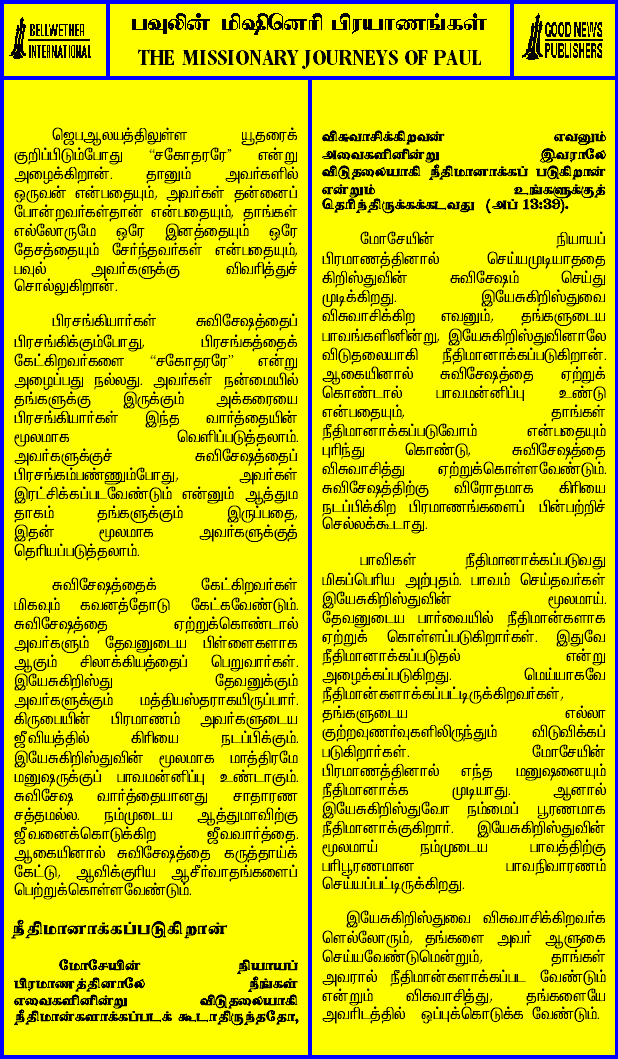 BELLWETHER
INTERNATIONAL
பவுலின் மிஷினெரி பிரயாணங்கள்
THE MISSIONARY JOURNEYS OF PAUL
GOOD NEWS
PUBLISHERS
ஜெபஆலயத்திலுள்ள யூதரைக்
குறிப்பிடும்போது “சகோதரரே” என்று
அழைக்கிறான். தானும் அவர்களில்
ஒருவன் என்பதையும், அவர்கள் தன்னைப்
போன்றவர்கள்தான் என்பதையும், தாங்கள்
எல்லோருமே ஒரே இனத்தையும் ஒரே
தேசத்தையும் சேர்ந்தவர்கள் என்பதையும்,
பவுல் அவர்களுக்கு விவரித்துச்
சொல்லுகிறான்.
பிரசங்கியார்கள் சுவிசேஷத்தைப்
பிரசங்கிக்கும்போது, பிரசங்கத்தைக்
கேட்கிறவர்களை “சகோதரரே” என்று
அழைப்பது நல்லது. அவர்கள் நன்மையில்
தங்களுக்கு இருக்கும் அக்கரையை
பிரசங்கியார்கள் இந்த வார்த்தையின்
மூலமாக வெளிப்படுத்தலாம்.
அவர்களுக்குச் சுவிசேஷத்தைப்
பிரசங்கம்பண்ணும்போது, அவர்கள்
இரட்சிக்கப்படவேண்டும் என்னும் ஆத்தும
தாகம் தங்களுக்கும் இருப்பதை,
இதன் மூலமாக அவர்களுக்குத்
தெரியப்படுத்தலாம்.
சுவிசேஷத்தைக் கேட்கிறவர்கள்
மிகவும் கவனத்தோடு கேட்கவேண்டும்.
சுவிசேஷத்தை ஏற்றுக்கொண்டால்
அவர்களும் தேவனுடைய பிள்ளைகளாக
ஆகும் சிலாக்கியத்தைப் பெறுவார்கள்.
இயேசுகிறிஸ்து தேவனுக்கும்
அவர்களுக்கும் மத்தியஸ்தராகயிருப்பார்.
கிருபையின் பிரமாணம் அவர்களுடைய
ஜீவியத்தில் கிரியை நடப்பிக்கும்.
இயேசுகிறிஸ்துவின் மூலமாக மாத்திரமே
மனுஷருக்குப் பாவமன்னிப்பு உண்டாகும்.
சுவிசேஷ வார்த்தையானது சாதாரண
சத்தமல்ல. நம்முடைய ஆத்துமாவிற்கு
ஜீவனைக்கொடுக்கிற ஜீவவார்த்தை.
ஆகையினால் சுவிசேஷத்தை கருத்தாய்க்
கேட்டு, ஆவிக்குரிய ஆசீர்வாதங்களைப்
பெற்றுக்கொள்ளவேண்டும்.
நீதிமானாக்கப்படுகிறான்
மோசேயின் நியாயப்
பிரமாணத்தினாலே நீங்கள்
எவைகளினின்று விடுதலையாகி
நீதிமான்களாக்கப்படக் கூடாதிருந்ததோ,
விசுவாசிக்கிறவன் எவனும்
அவைகளினின்று இவராலே
விடுதலையாகி நீதிமானாக்கப் படுகிறான்
என்றும் உங்களுக்குத்
தெரிந்திருக்கக்கடவது (அப் 13:39).
மோசேயின் நியாயப்
பிரமாணத்தினால் செய்யமுடியாததை
கிறிஸ்துவின் சுவிசேஷம் செய்து
முடிக்கிறது. இயேசுகிறிஸ்துவை
விசுவாசிக்கிற எவனும், தங்களுடைய
பாவங்களினின்று, இயேசுகிறிஸ்துவினாலே
விடுதலையாகி நீதிமானாக்கப்படுகிறான்.
ஆகையினால் சுவிசேஷத்தை ஏற்றுக்
கொண்டால் பாவமன்னிப்பு உண்டு
என்பதையும், தாங்கள்
நீதிமானாக்கப்படுவோம் என்பதையும்
புரிந்து கொண்டு, சுவிசேஷத்தை
விசுவாசித்து ஏற்றுக்கொள்ளவேண்டும்.
சுவிசேஷத்திற்கு விரோதமாக கிரியை
நடப்பிக்கிற பிரமாணங்களைப் பின்பற்றிச்
செல்லக்கூடாது.
பாவிகள் நீதிமானாக்கப்படுவது
மிகப்பெரிய அற்புதம். பாவம் செய்தவர்கள்
இயேசுகிறிஸ்துவின் மூலமாய்.
தேவனுடைய பார்வையில் நீதிமான்களாக
ஏற்றுக் கொள்ளப்படுகிறார்கள். இதுவே
நீதிமானாக்கப்படுதல் என்று
அழைக்கப்படுகிறது. மெய்யாகவே
நீதிமான்களாக்கப்பட்டிருக்கிறவர்கள்,
தங்களுடைய எல்லா
குற்றவுணர்வுகளிலிருந்தும் விடுவிக்கப்
படுகிறார்கள். மோசேயின்
பிரமாணத்தினால் எந்த மனுஷனையும்
நீதிமானாக்க முடியாது. ஆனால்
இயேசுகிறிஸ்துவோ நம்மைப் பூரணமாக
நீதிமானாக்குகிறார். இயேசுகிறிஸ்துவின்
மூலமாய் நம்முடைய பாவத்திற்கு
பரிபூரணமான பாவநிவாரணம்
செய்யப்பட்டிருக்கிறது.
இயேசுகிறிஸ்துவை விசுவாசிக்கிறவர்க
ளெல்லோரும், தங்களை அவர் ஆளுகை
செய்யவேண்டுமென்றும், தாங்கள்
அவரால் நீதிமான்களாக்கப்பட வேண்டும்
என்றும் விசுவாசித்து, தங்களையே
அவரிடத்தில் ஒப்புக்கொடுக்க வேண்டும்.